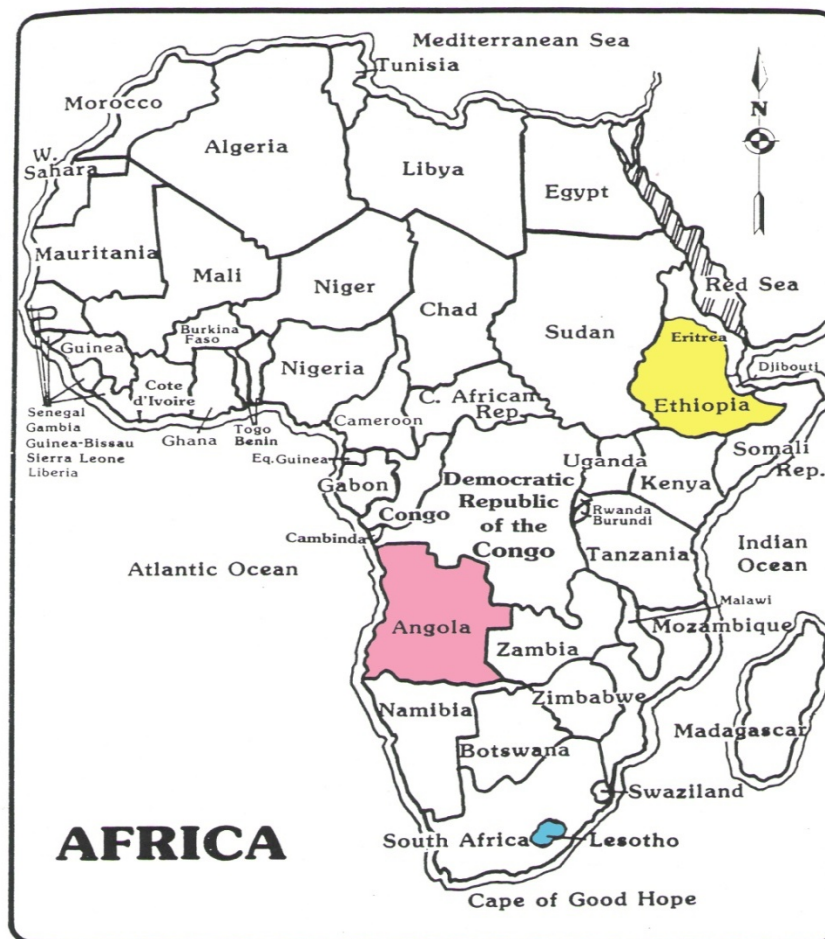 Mediterranean Sea
Tunisia
Morocco
N
Algeria
W.
Sahara
Libya
Egypt
Mauritania
Mali
Niger
Chad
Red Sea
Sudan
Burkina
Faso
Guinea
Nigeria
Eritrea
Djibouti
Cote
d'Ivoire
C. African
Rep.
Ethiopia
Senegal
Gambia
Guinea-Bissau
Sierra Leone
Liberia
Ghana
Togo
Benin
Cameroon
Somali
Rep.
Eq.Guinea
Uganda
Democratic
Republic
of the
Congo
Kenya
Gabon
Congo
Rwanda
Burundi
Cambinda
Tanzania
Indian
Ocean
Atlantic Ocean
Malawi
Angola
Mozambique
Zambia
Zimbabwe
Namibia
Madagascar
Botswana
Swaziland
AFRICA
South Africa
Lesotho
Cape of Good Hope